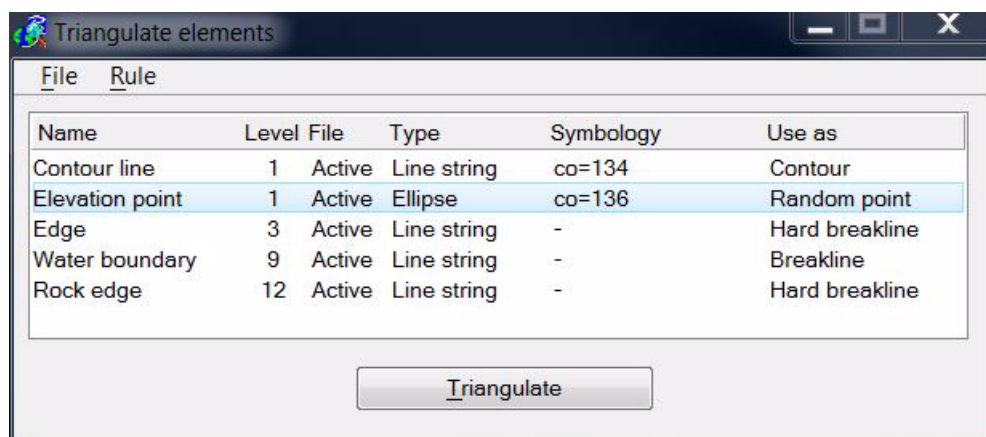 Triangulate elements
File Rule
Name Level File Type Symbology Use as
Contour line 1 Active Line string co=134 Contour
Elevation point 1 Active Ellipse co=136 Random point
Edge 3 Active Line string - Hard breakline
Water boundary 9 Active Line string - Breakline
Rock edge 12 Active Line string - Hard breakline
Triangulate